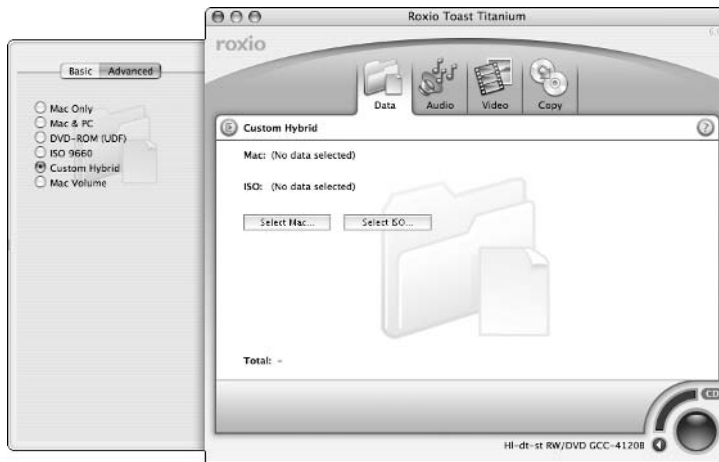 Roxio Toast Titanium
roxio
Basic Advanced
Mac Only
Mac & PC
DVD-ROM (UDF)
ISO 9660
Custom Hybrid
Mac Volume
Data Audio Video Copy
Custom Hybrid
?
Mac: (No data selected)
ISO: (No data selected)
Select Mac... Select ISO...
Total: –
CD
HI-dt-st RW/DVD GCC-4120B